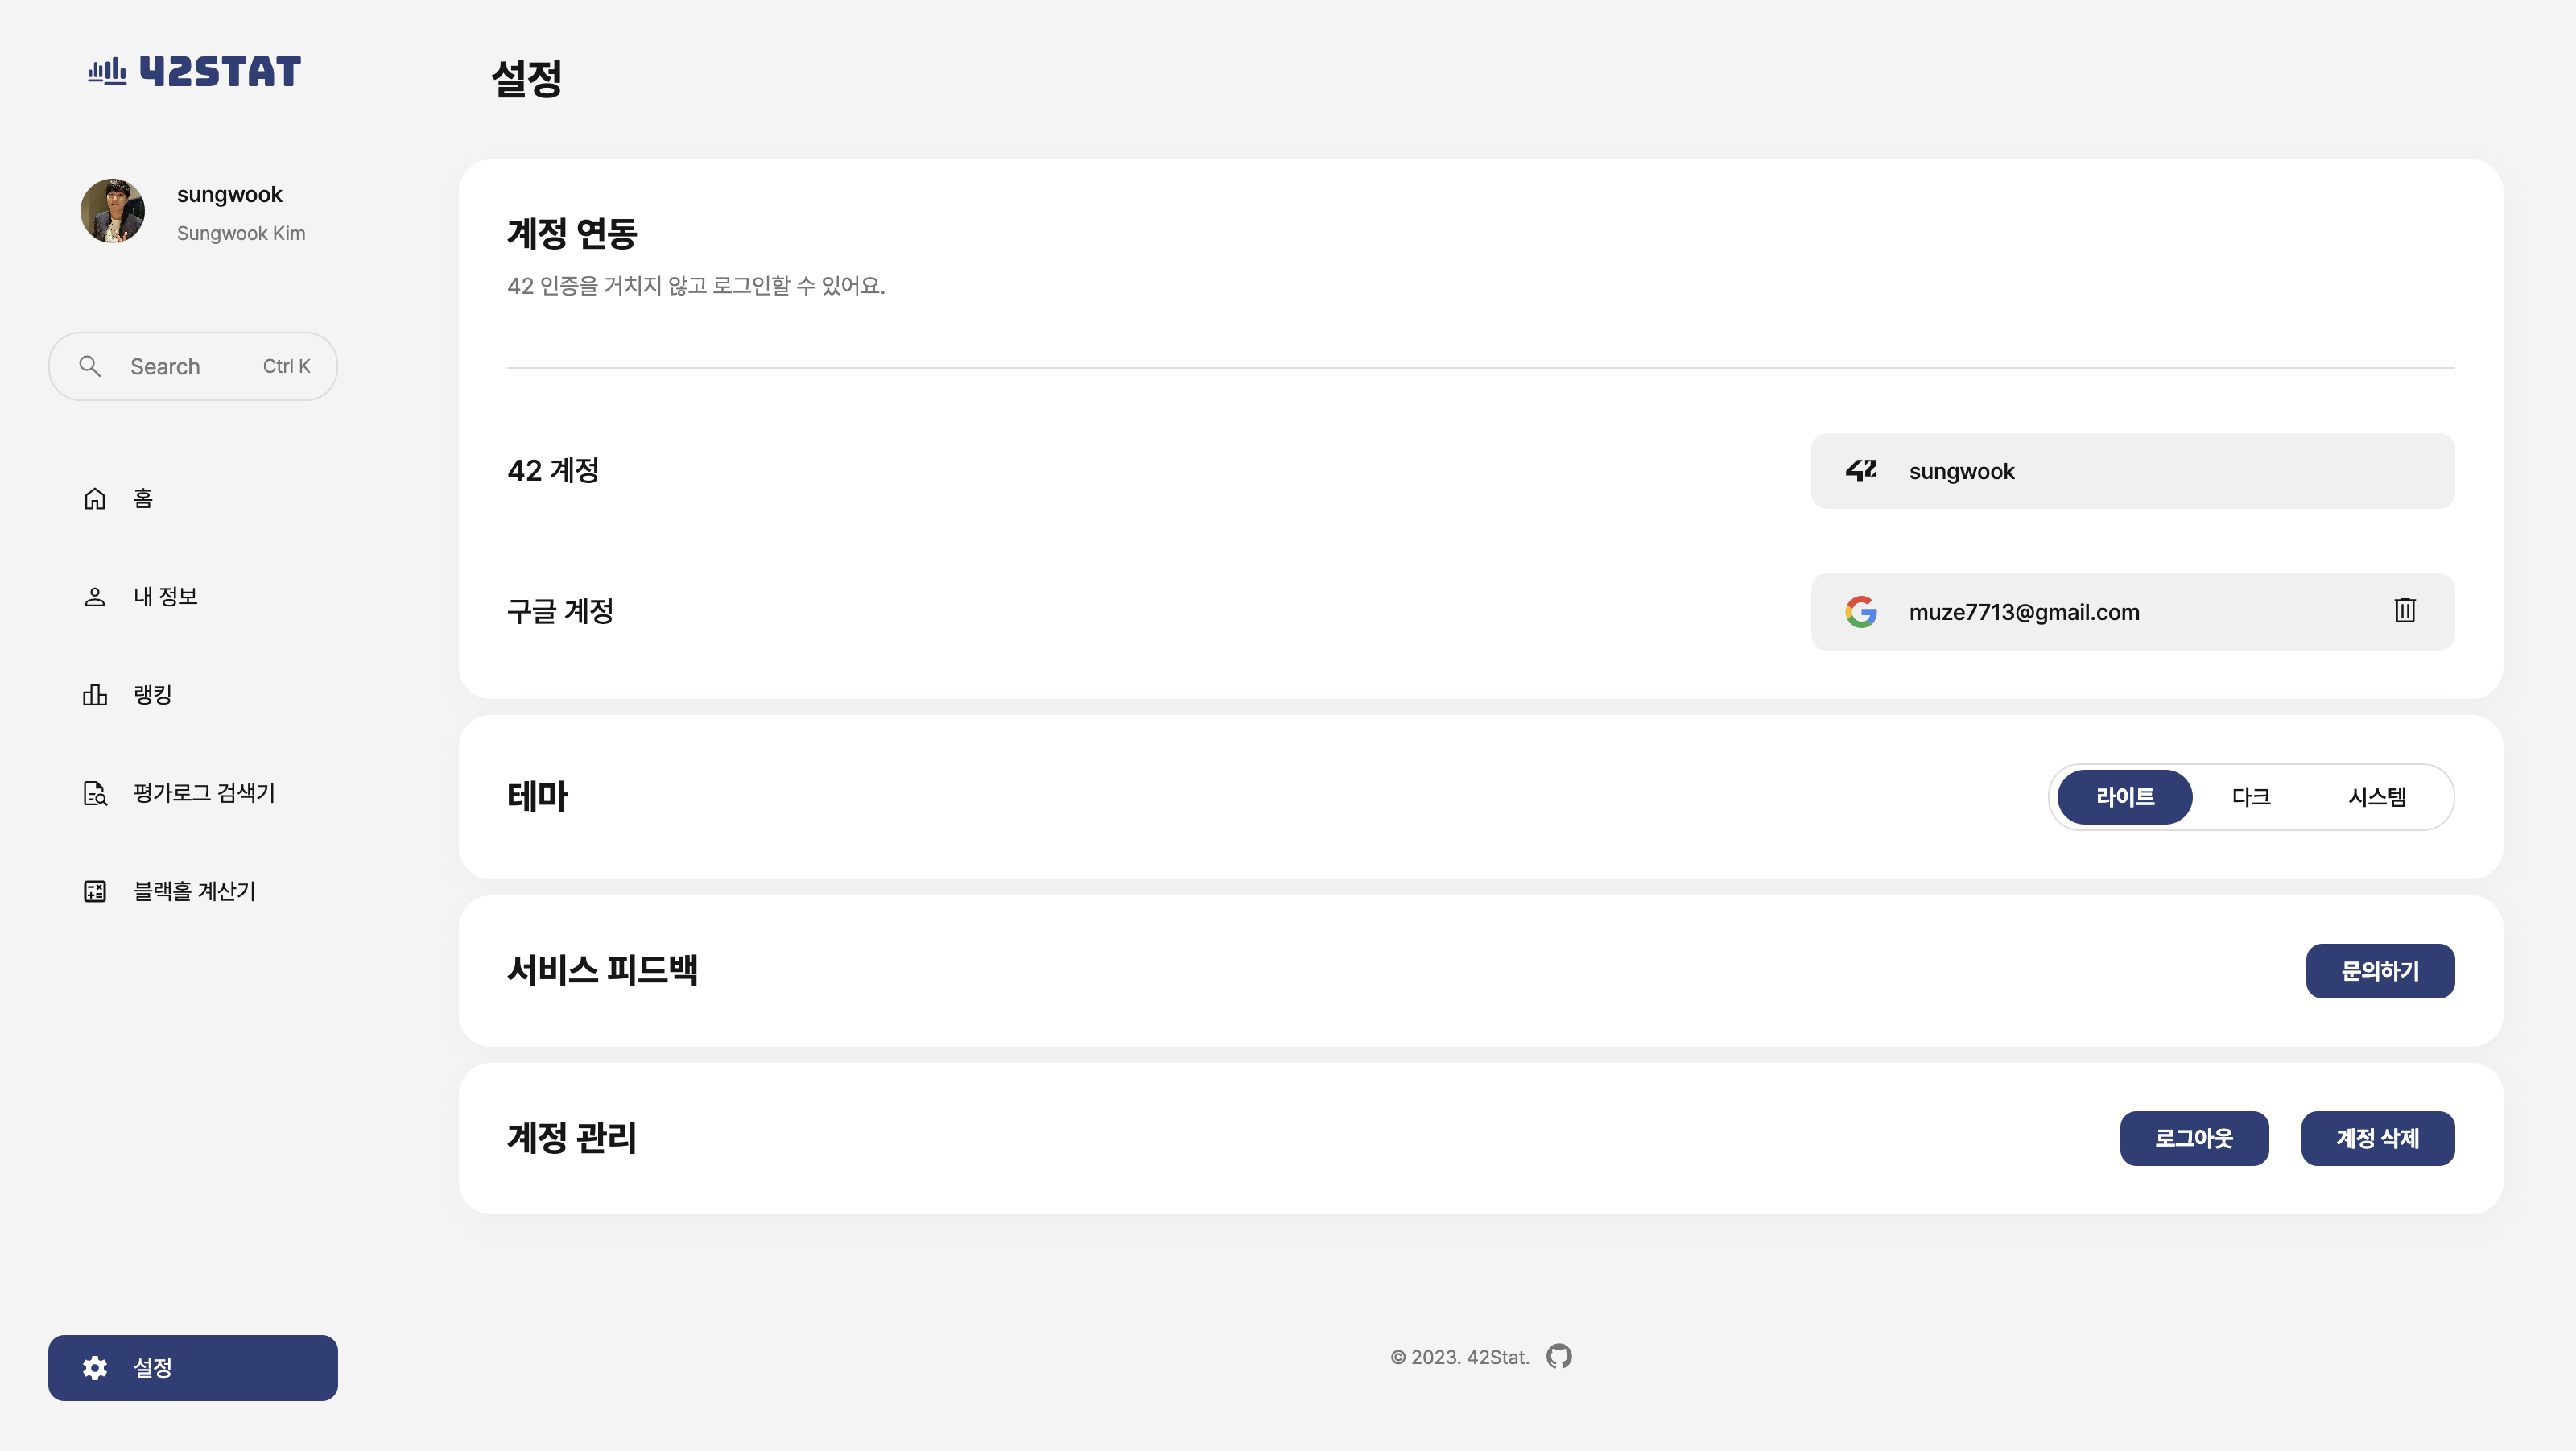 42STAT
sungwook
Sungwook Kim
Search Ctrl K
홈
내 정보
랭킹
평가로그 검색기
블랙홀 계산기
설정
설정
계정 연동
42 인증을 거치지 않고 로그인할 수 있어요.
42 계정
42 sungwook
구글 계정
G muze7713@gmail.com
테마
라이트 다크 시스템
서비스 피드백
문의하기
계정 관리
로그아웃 계정 삭제
© 2023. 42Stat.